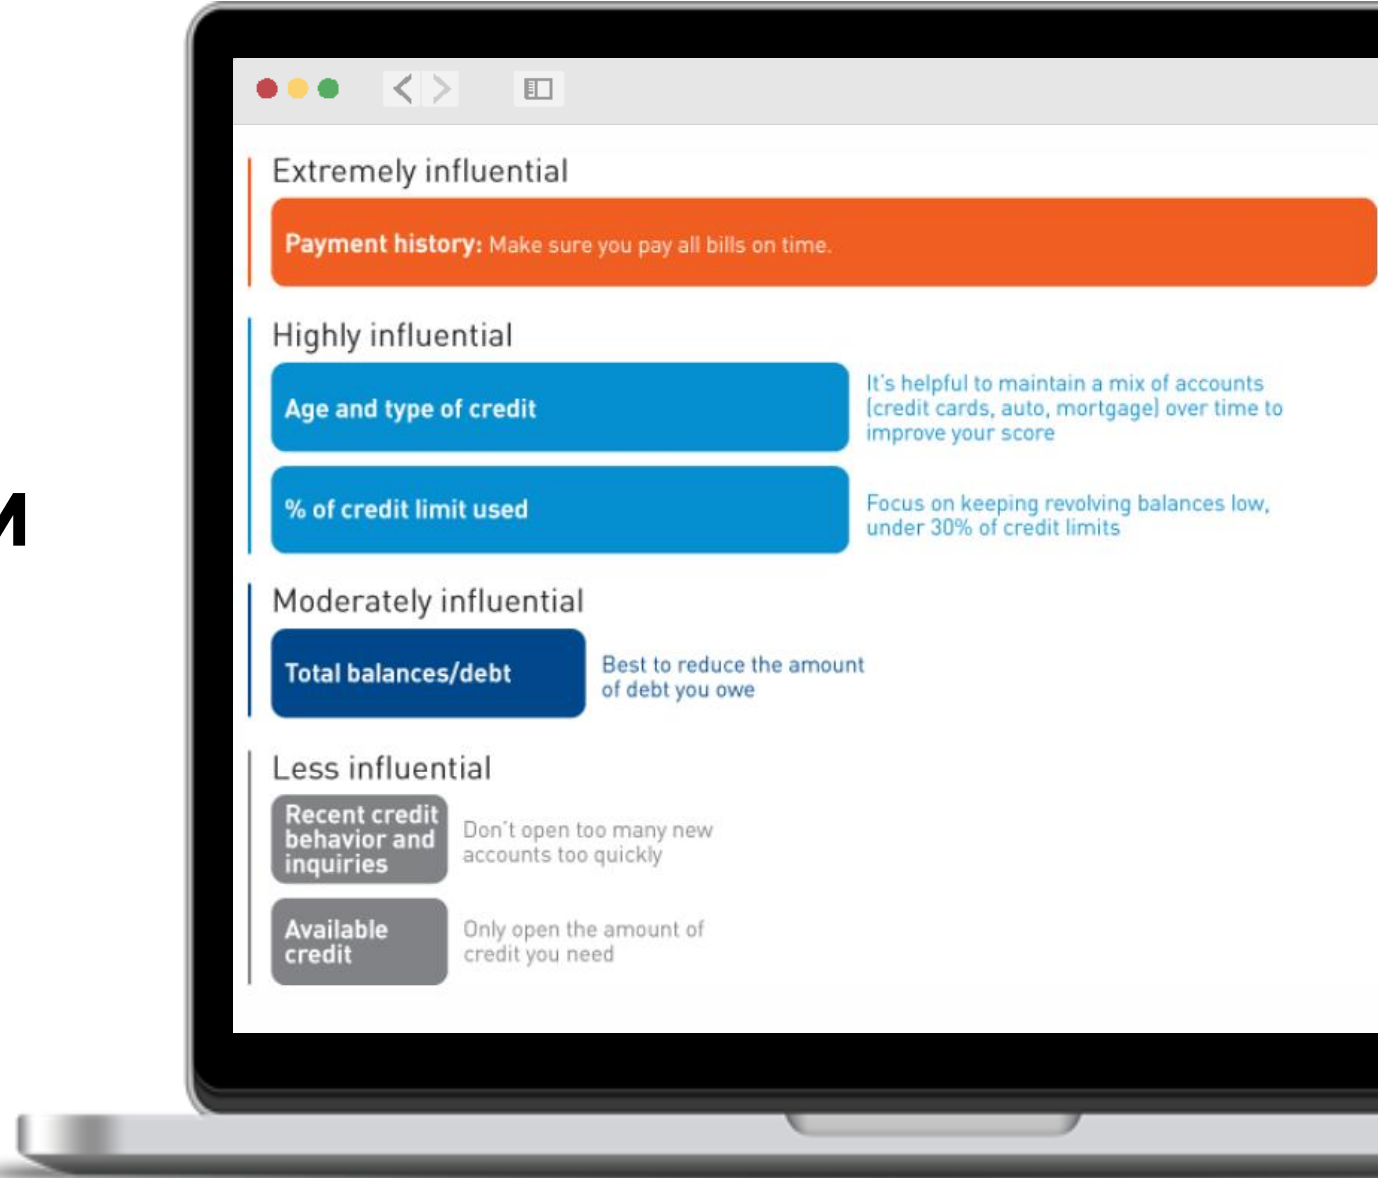 Extremely influential
Payment history: Make sure you pay all bills on time.
Highly influential
Age and type of credit
It's helpful to maintain a mix of accounts
(credit cards, auto, mortgage) over time to
improve your score
% of credit limit used
Focus on keeping revolving balances low,
under 30% of credit limits
Moderately influential
Total balances/debt
Best to reduce the amount
of debt you owe
Less influential
Recent credit
behavior and
inquiries
Don't open too many new
accounts too quickly
Available
credit
Only open the amount of
credit you need